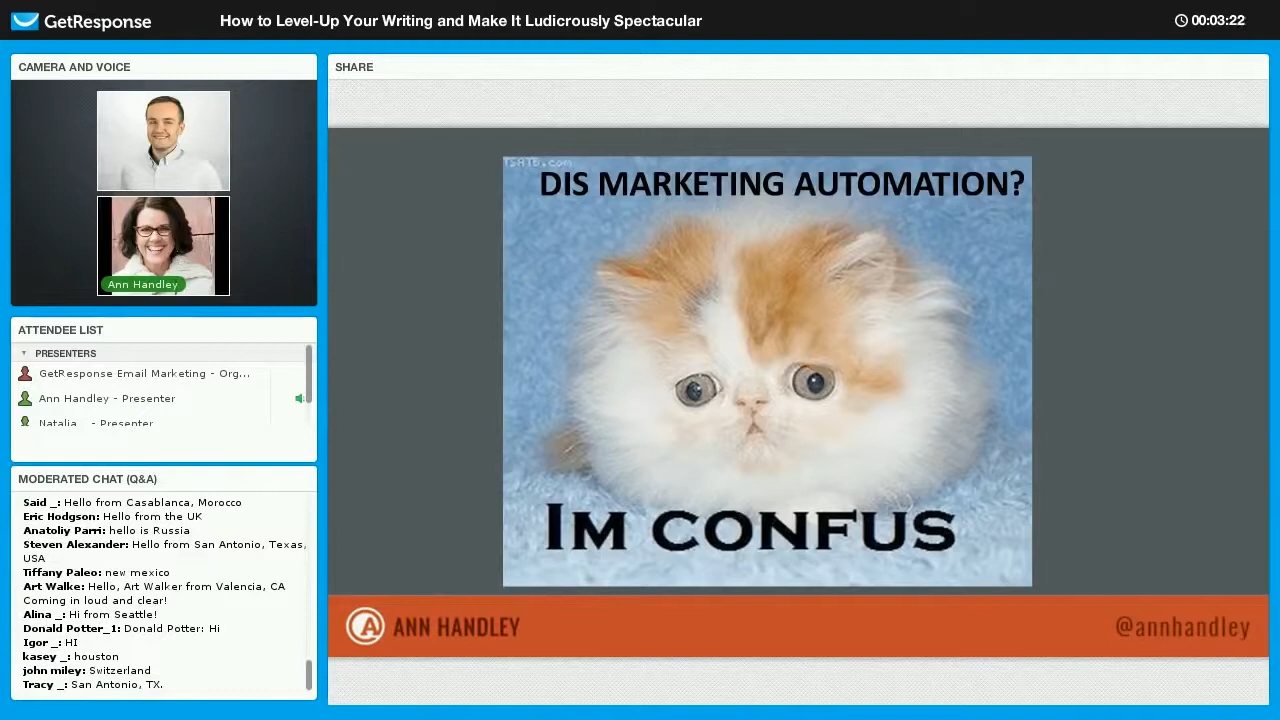 GetResponse
How to Level-Up Your Writing and Make It Ludicrously Spectacular
00:03:22
CAMERA AND VOICE
Ann Handley
ATTENDEE LIST
PRESENTERS
GetResponse Email Marketing - Org...
Ann Handley - Presenter
Natalia _ - Presenter
MODERATED CHAT (Q&A)
Said _: Hello from Casablanca, Morocco
Eric Hodgson: Hello from the UK
Anatoliy Parri: hello is Russia
Steven Alexander: Hello from San Antonio, Texas,
USA
Tiffany Paleo: new mexico
Art Walke: Hello, Art Walker from Valencia, CA
Coming in loud and clear!
Alina _: Hi from Seattle!
Donald Potter_1: Donald Potter: Hi
Igor _: HI
kasey _: houston
john miley: Switzerland
Tracy _: San Antonio, TX.
SHARE
TSATB.com
DIS MARKETING AUTOMATION?
IM CONFUS
A ANN HANDLEY
@annhandley